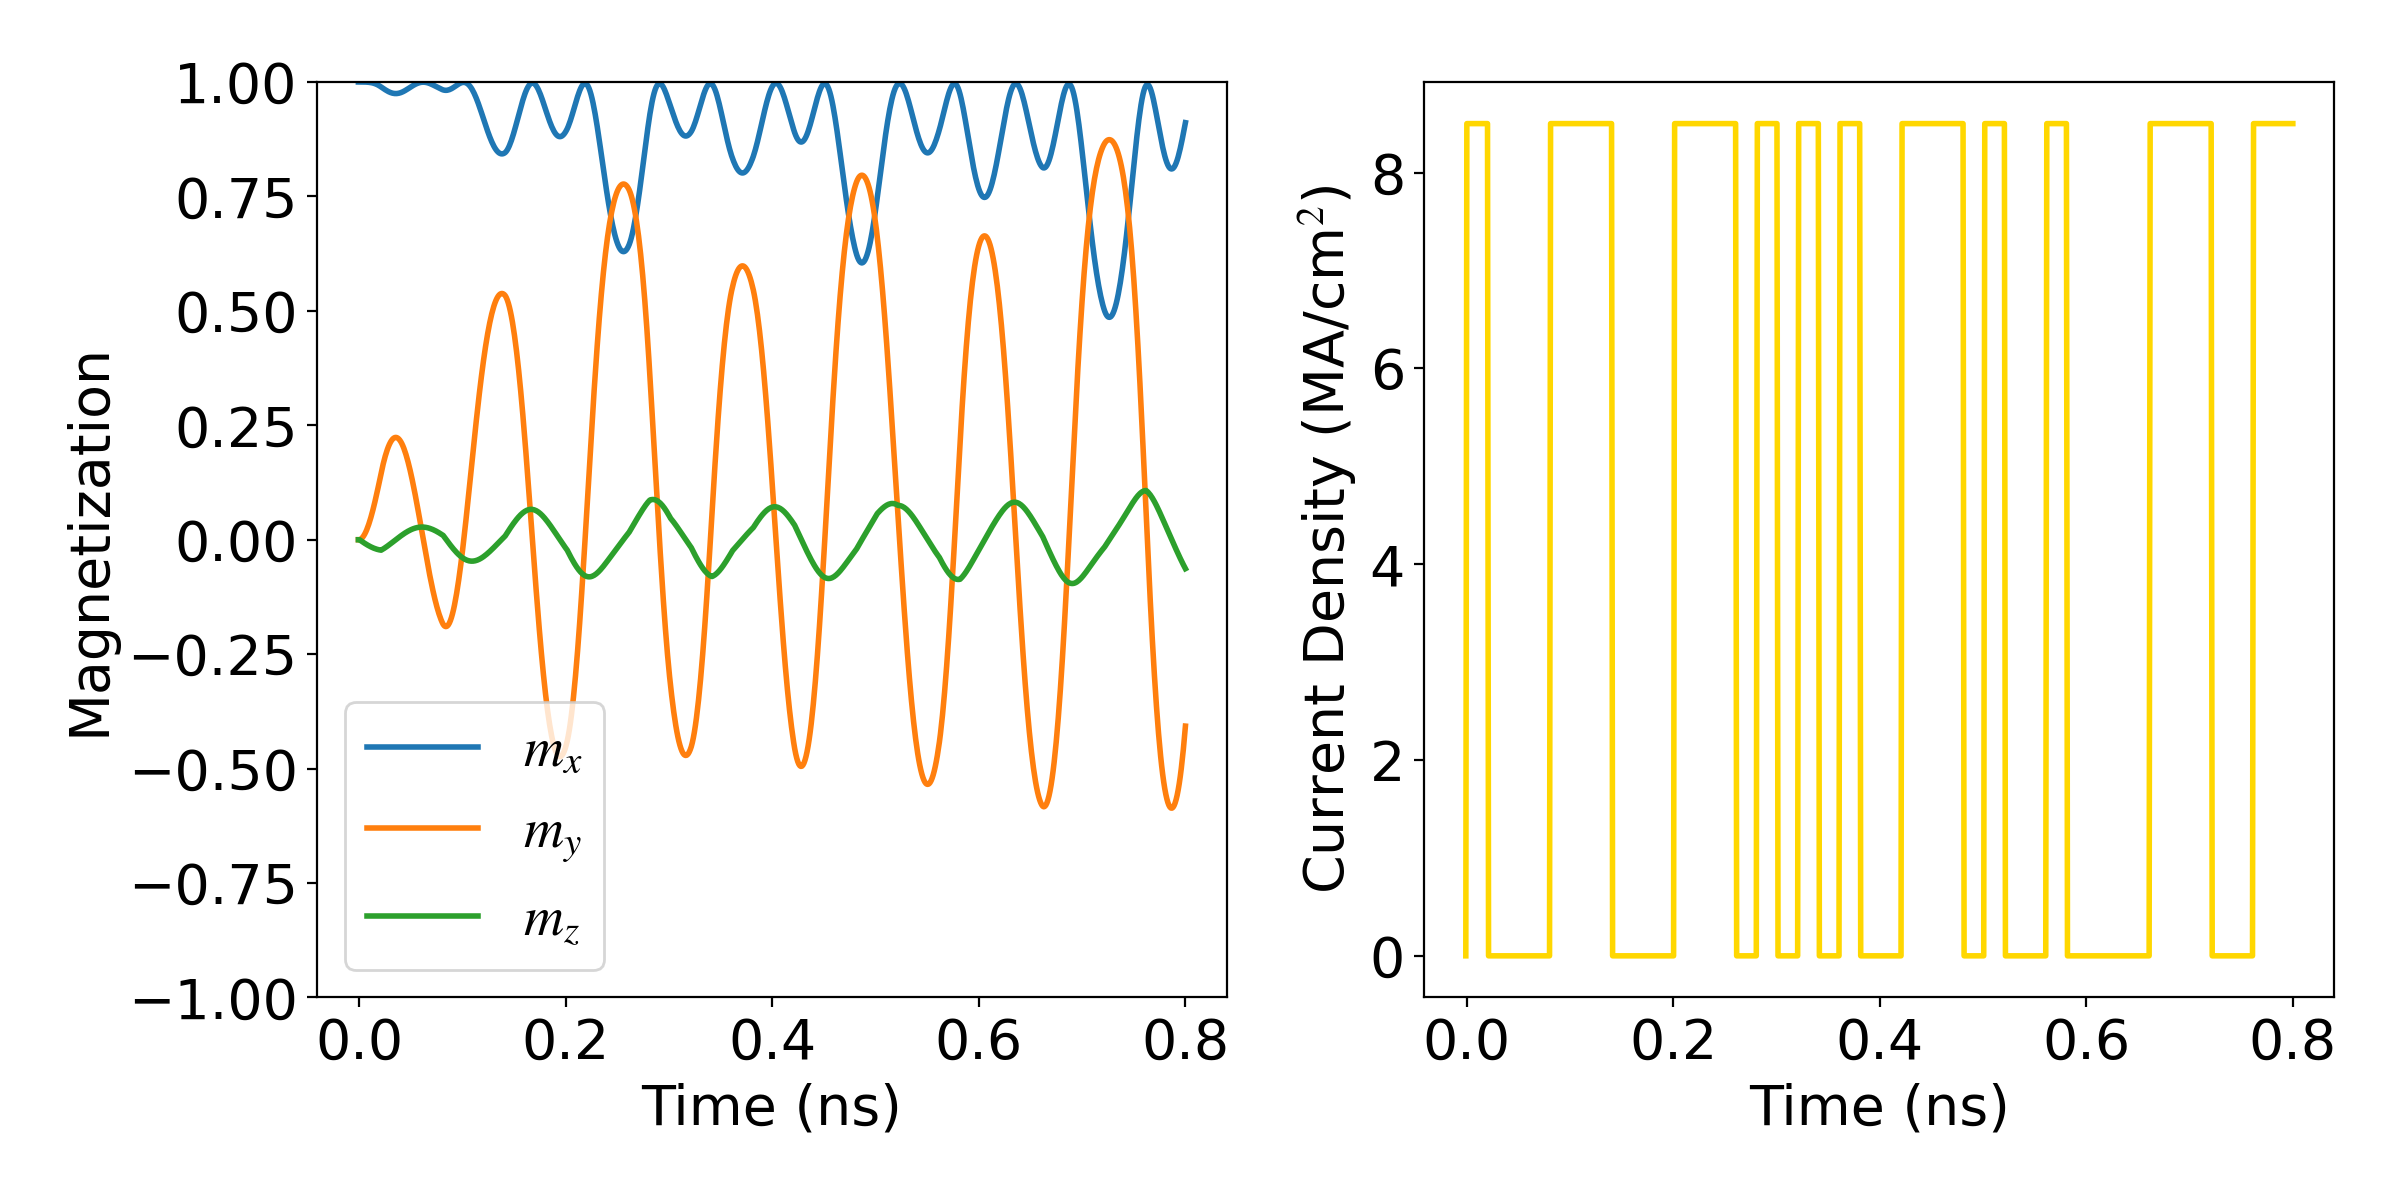 1.00
0.75
0.50
0.25
0.00
−0.25
−0.50
−0.75
−1.00
Magnetization
m_x
m_y
m_z
0.0 0.2 0.4 0.6 0.8
Time (ns)
8
6
4
2
0
Current Density (MA/cm²)
0.0 0.2 0.4 0.6 0.8
Time (ns)